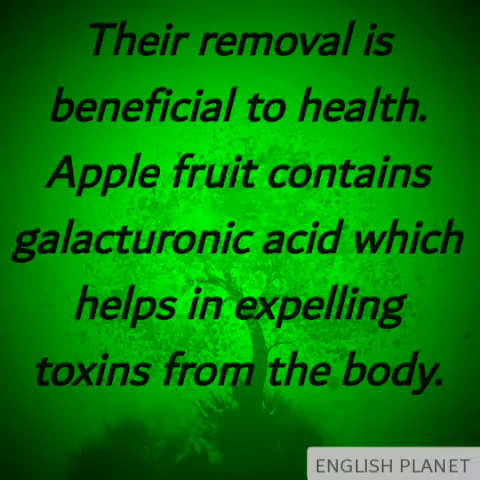 Their removal is
beneficial to health.
Apple fruit contains
galacturonic acid which
helps in expelling
toxins from the body.
ENGLISH PLANET